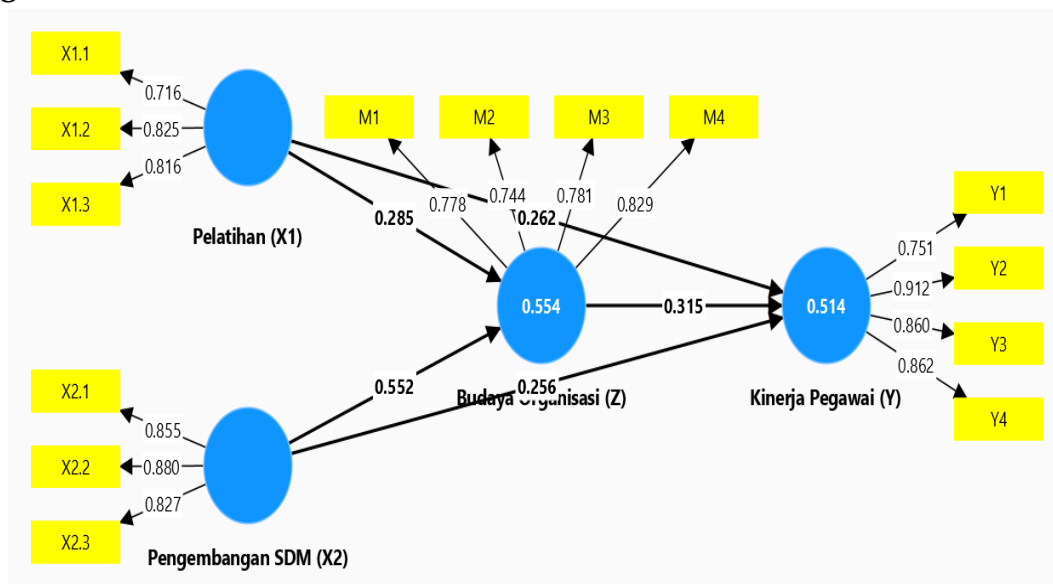 X1.1
0.716
X1.2
0.825
0.816
X1.3
Pelatihan (X1)
M1
M2
M3
M4
0.778
0.744
0.781
0.829
0.285
0.262
0.554
0.315
0.514
0.552
0.256
Budaya Organisasi (Z)
Kinerja Pegawai (Y)
Y1
0.751
Y2
0.912
0.860
Y3
0.862
Y4
X2.1
0.855
X2.2
0.880
0.827
X2.3
Pengembangan SDM (X2)